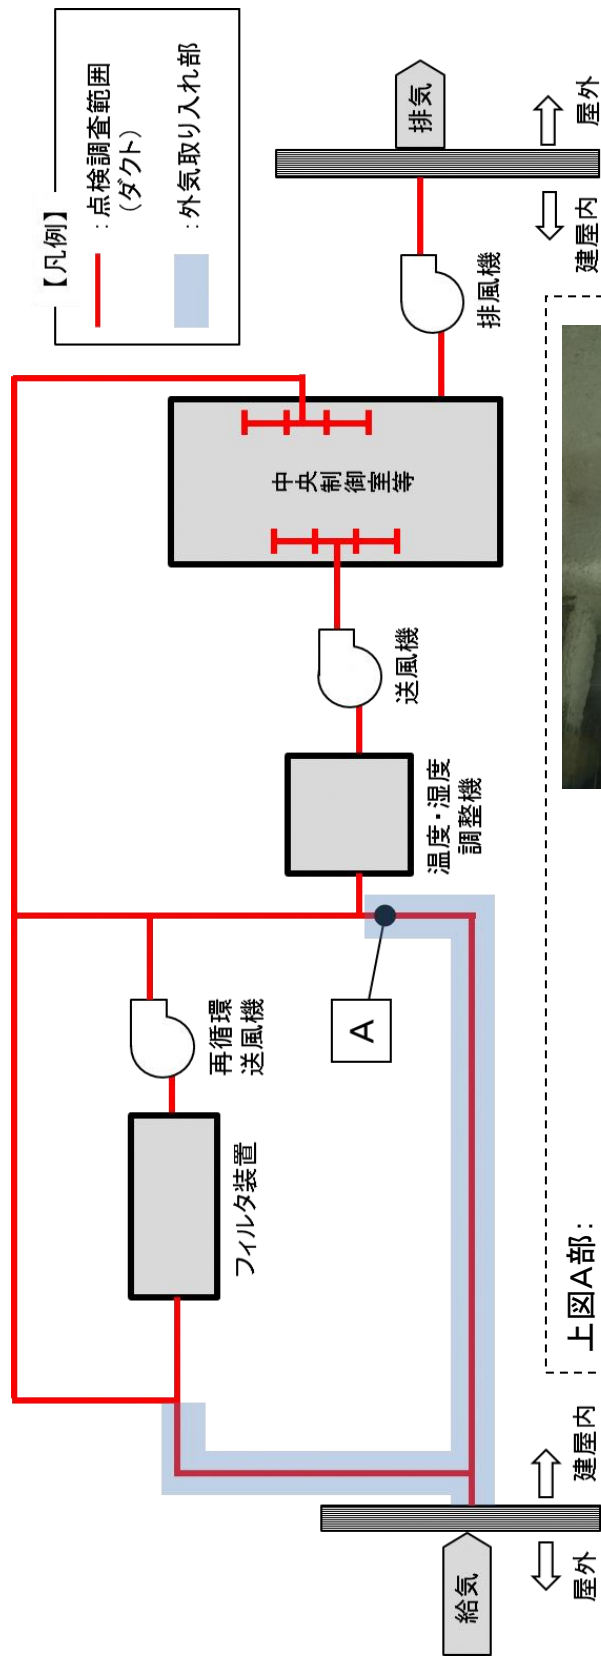 【凡例】
：点検調査範囲
（ダクト）
：外気取り入れ部
給気
屋外
建屋内
フィルタ装置
再循環
送風機
A
温度・湿度
調整機
送風機
中央制御室等
排風機
排気
建屋内
屋外
上図A部：